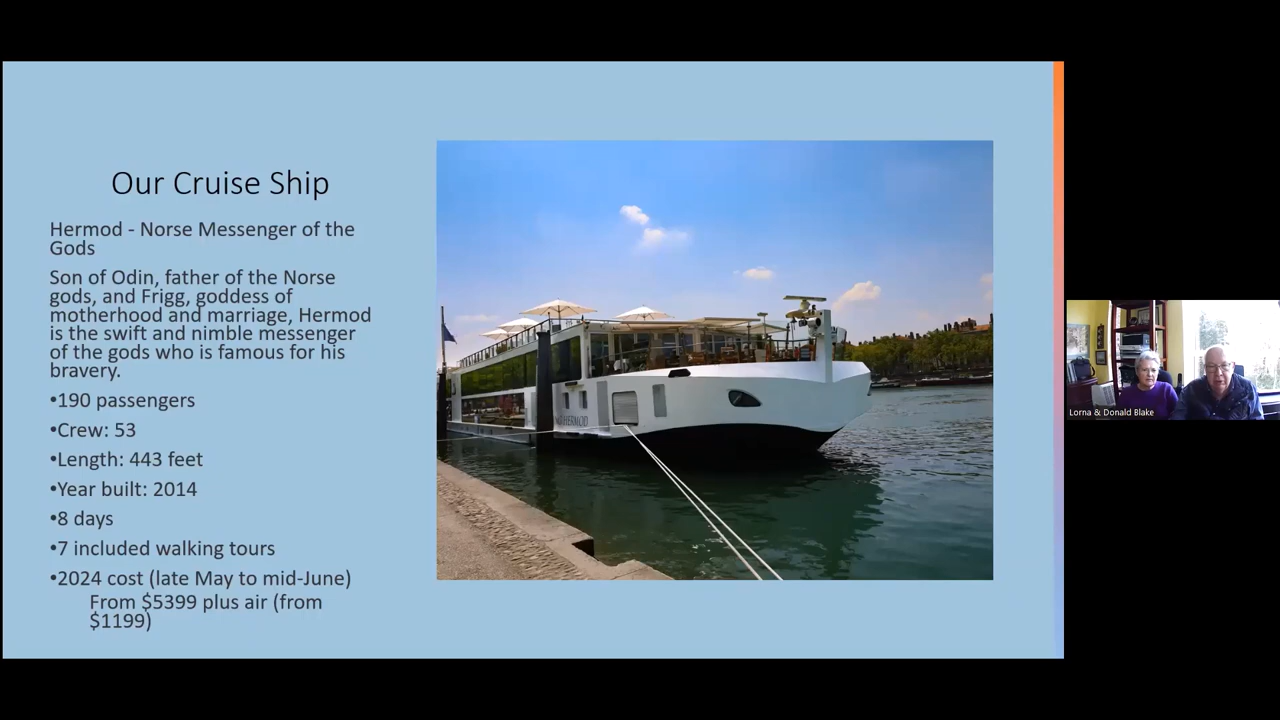 Our Cruise Ship
Hermod - Norse Messenger of the
Gods
Son of Odin, father of the Norse
gods, and Frigg, goddess of
motherhood and marriage, Hermod
is the swift and nimble messenger
of the gods who is famous for his
bravery.
•190 passengers
•Crew: 53
•Length: 443 feet
•Year built: 2014
•8 days
•7 included walking tours
•2024 cost (late May to mid-June)
From $5399 plus air (from
$1199)
HERMOD
Lorna & Donald Blake